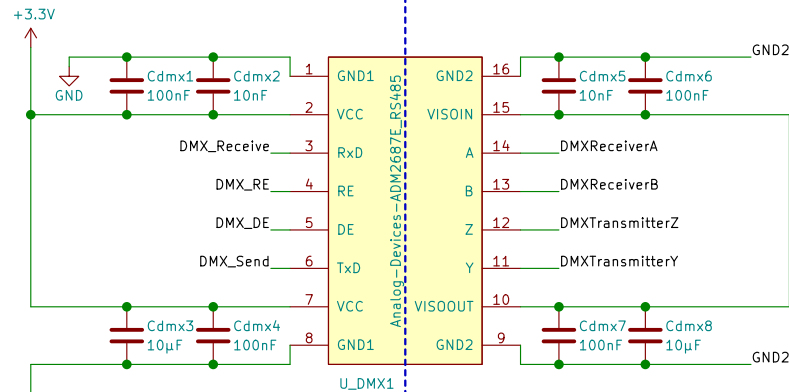 +3.3V
GND2
1 GND1 GND2 16
Cdmx1 Cdmx2 Cdmx5 Cdmx6
GND 100nF 10nF 10nF 100nF
2 VCC VISOIN 15
DMX_Receive 3 RxD A 14 DMXReceiverA
DMX_RE 4 RE B 13 DMXReceiverB
DMX_DE 5 DE Z 12 DMXTransmitterZ
DMX_Send 6 TxD Y 11 DMXTransmitterY
Analog-Devices-ADM2687E_RS485
7 VCC VISOOUT 10
Cdmx3 Cdmx4 Cdmx7 Cdmx8
10µF 100nF 100nF 10µF
8 GND1 GND2 9
GND2
U_DMX1